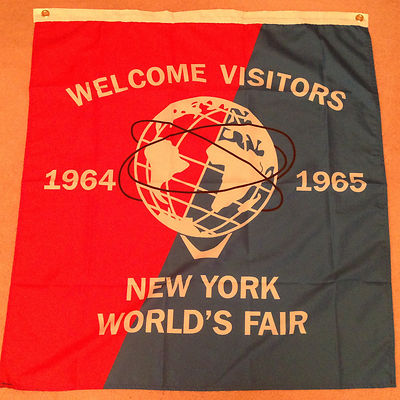 WELCOME VISITORS
1964 1965
NEW YORK
WORLD'S FAIR